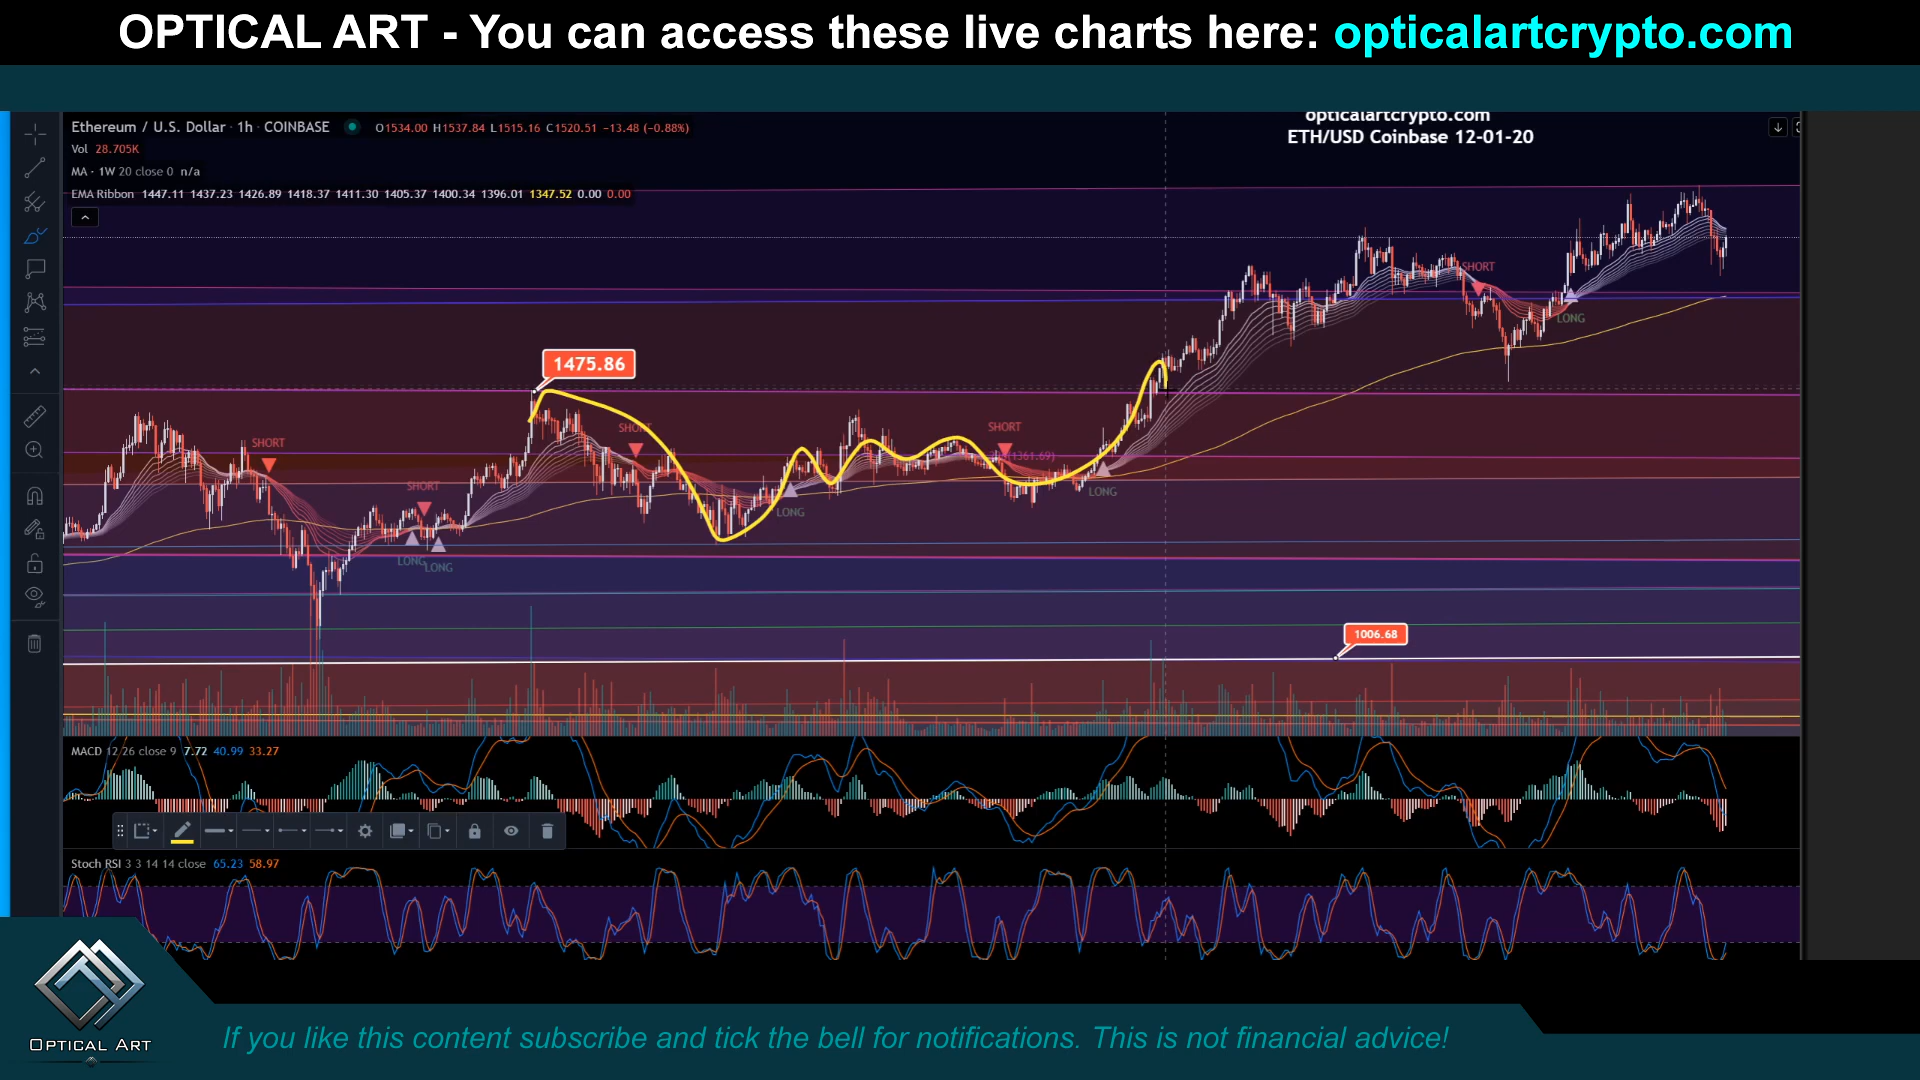 OPTICAL ART - You can access these live charts here: opticalartcrypto.com
opticalartcrypto.com
ETH/USD Coinbase 12-01-20
Ethereum / U.S. Dollar · 1h · COINBASE O1534.00 H1537.84 L1515.16 C1520.51 −13.48 (−0.88%)
Vol 28.705K
MA · 1W 20 close 0 n/a
EMA Ribbon 1447.11 1437.23 1426.89 1418.37 1411.30 1405.37 1400.34 1396.01 1347.52 0.00 0.00
SHORT
LONG
1475.86
SHORT
SHORT
SHORT
(1361.69)
SHORT
LONG
LONG
LONG
LONG
1006.68
MACD 12 26 close 9 7.72 40.99 33.27
Stoch RSI 3 3 14 14 close 65.23 58.97
OPTICAL ART
If you like this content subscribe and tick the bell for notifications. This is not financial advice!